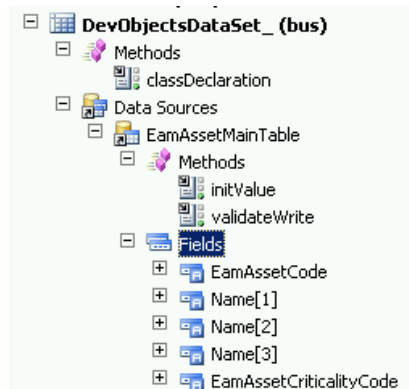 DevObjectsDataSet_ (bus)
Methods
classDeclaration
Data Sources
EamAssetMainTable
Methods
initValue
validateWrite
Fields
EamAssetCode
Name[1]
Name[2]
Name[3]
EamAssetCriticalityCode